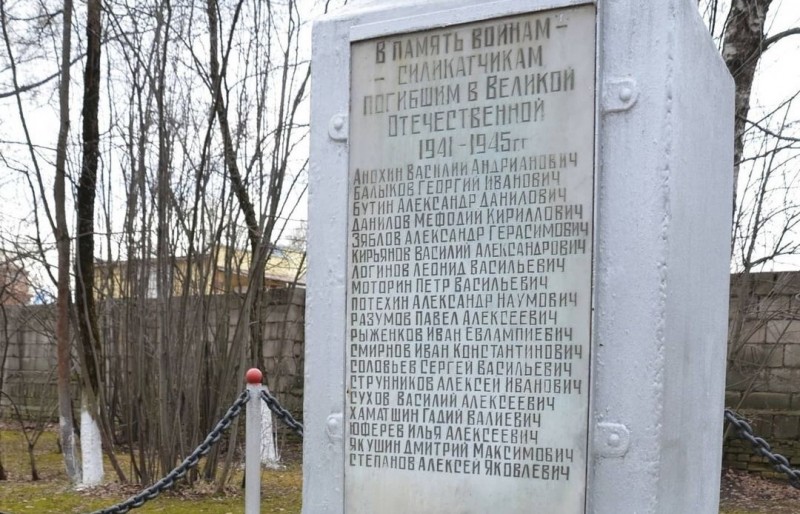 В ПАМЯТЬ ВОИНАМ -
- СИЛИКАТЧИКАМ
ПОГИБШИМ В ВЕЛИКОЙ
ОТЕЧЕСТВЕННОЙ
1941 - 1945гг
АНОХИН ВАСИЛИЙ АНДРИАНОВИЧ
БАЛЫКОВ ГЕОРГИЙ ИВАНОВИЧ
БУТИН АЛЕКСАНДР ДАНИЛОВИЧ
ДАНИЛОВ МЕФОДИЙ КИРИЛЛОВИЧ
ЗЯБЛОВ АЛЕКСАНДР ГЕРАСИМОВИЧ
КИРЬЯНОВ ВАСИЛИЙ АЛЕКСАНДРОВИЧ
ЛОГИНОВ ЛЕОНИД ВАСИЛЬЕВИЧ
МОТОРИН ПЕТР ВАСИЛЬЕВИЧ
ПОТЕХИН АЛЕКСАНДР НАУМОВИЧ
РАЗУМОВ ПАВЕЛ АЛЕКСЕЕВИЧ
РЫЖЕНКОВ ИВАН ЕВЛАМПИЕВИЧ
СМИРНОВ ИВАН КОНСТАНТИНОВИЧ
СОЛОВЬЕВ СЕРГЕЙ ВАСИЛЬЕВИЧ
СТРУННИКОВ АЛЕКСЕЙ ИВАНОВИЧ
СУХОВ ВАСИЛИЙ АЛЕКСЕЕВИЧ
ХАМАТШИН ГАДИЙ ВАЛИЕВИЧ
ЮФЕРЕВ ИЛЬЯ АЛЕКСЕЕВИЧ
ЯКУШИН ДМИТРИЙ МАКСИМОВИЧ
СТЕПАНОВ АЛЕКСЕЙ ЯКОВЛЕВИЧ